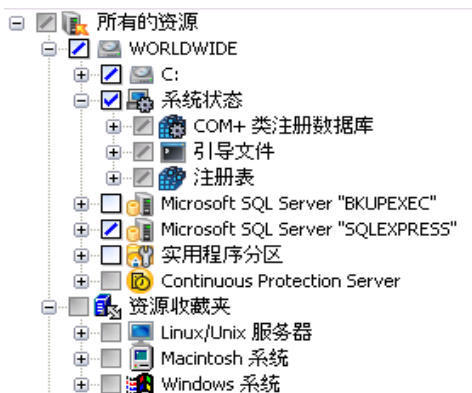 所有的资源
WORLDWIDE
C:
系统状态
COM+ 类注册数据库
引导文件
注册表
Microsoft SQL Server "BKUPEXEC"
Microsoft SQL Server "SQLEXPRESS"
实用程序分区
Continuous Protection Server
资源收藏夹
Linux/Unix 服务器
Macintosh 系统
Windows 系统